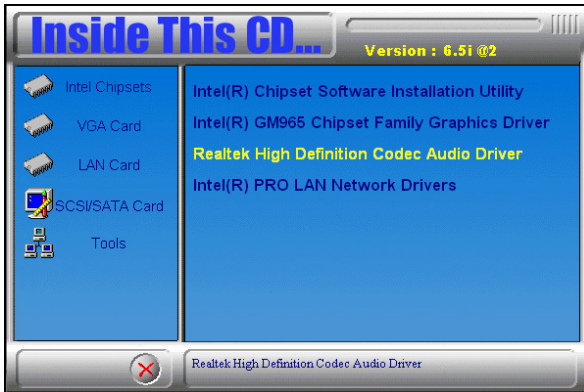 Inside This CD...
Version : 6.5i @2
Intel Chipsets
VGA Card
LAN Card
SCSI/SATA Card
Tools
Intel(R) Chipset Software Installation Utility
Intel(R) GM965 Chipset Family Graphics Driver
Realtek High Definition Codec Audio Driver
Intel(R) PRO LAN Network Drivers
Realtek High Definition Codec Audio Driver